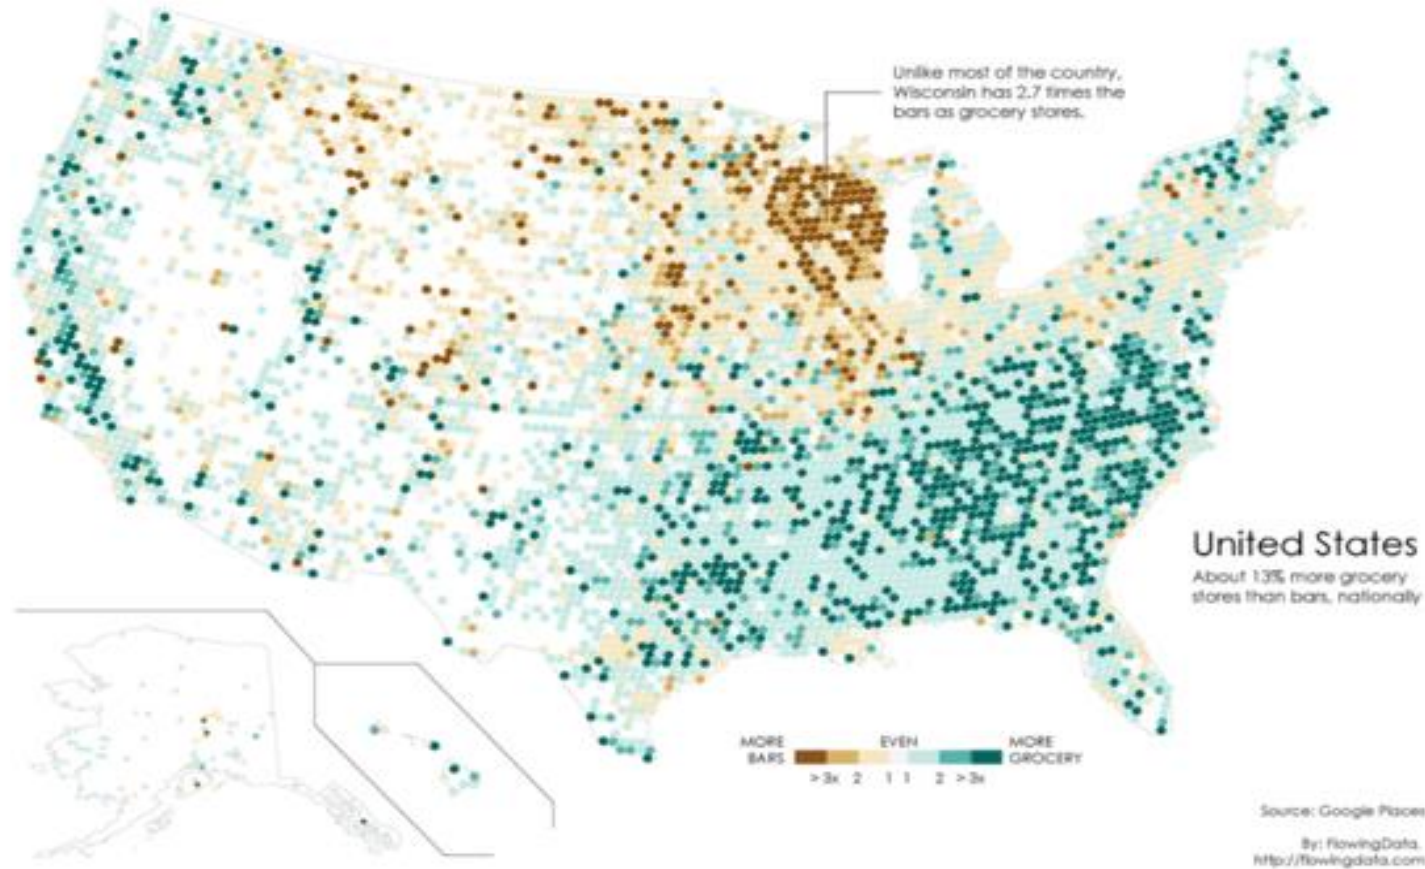 Unlike most of the country,
Wisconsin has 2.7 times the
bars as grocery stores.
United States
About 13% more grocery
stores than bars, nationally
MORE BARS
EVEN
MORE GROCERY
>3x 2 1 1 2 >3x
Source: Google Places
By: FlowingData,
http://flowingdata.com